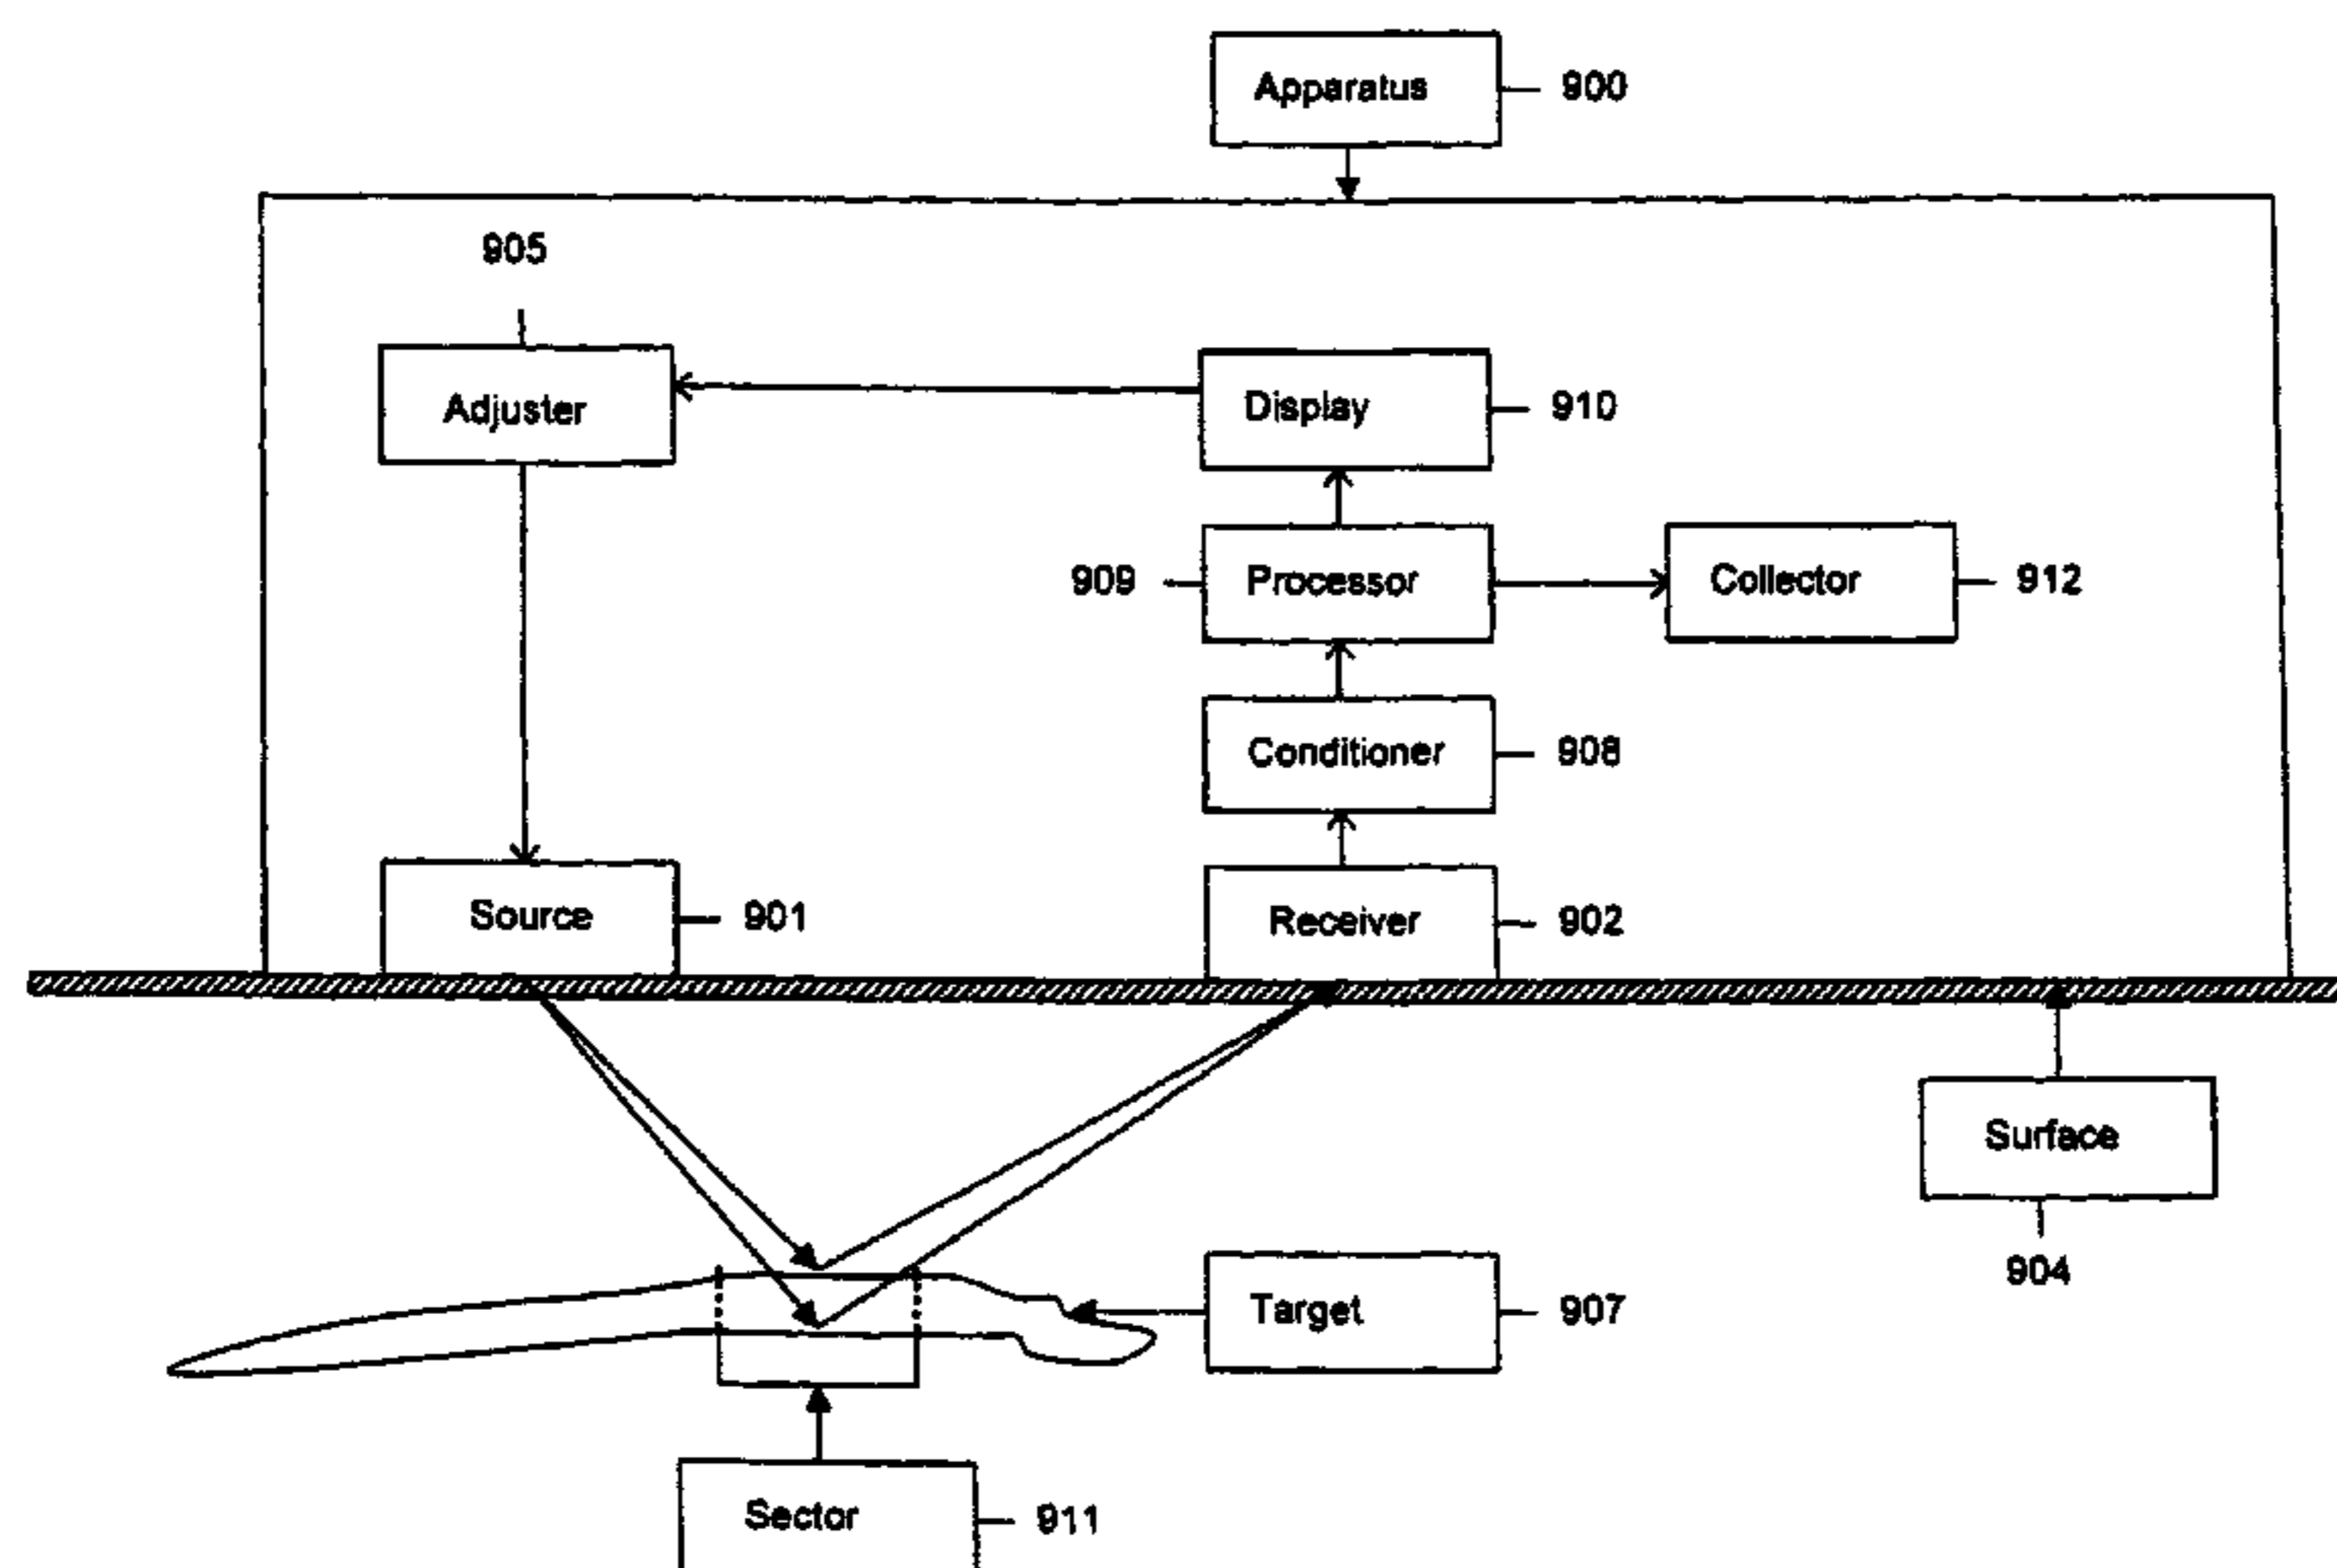 Apparatus 900
905
Adjuster
Display 910
909 Processor
Collector 912
Conditioner 908
Source 901
Receiver 902
Surface
904
Target 907
Sector 911